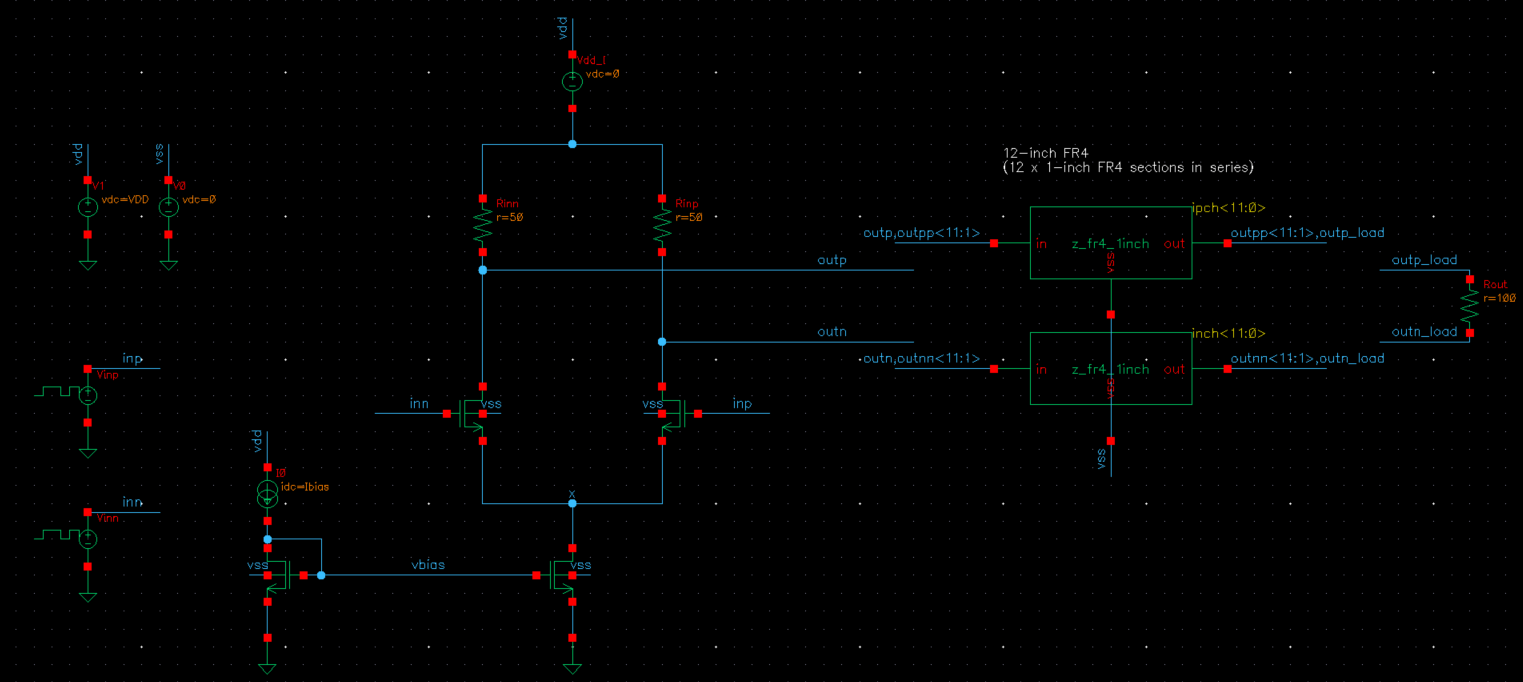 vdd
Vdd_I
vdc=0
12-inch FR4
(12 x 1-inch FR4 sections in series)
vdd
V1
vdc=VDD
vss
V0
vdc=0
Rinn
r=50
Rinp
r=50
ipch<11:0>
outp,outpp<11:1>
in
z_fr4_1inch
out
vss
outpp<11:1>,outp_load
outp
outp_load
Rout
r=100
outn
outn_load
inch<11:0>
outn,outnn<11:1>
in
z_fr4_1inch
out
vss
outnn<11:1>,outn_load
inp
Vinp
inn
vss
vss
inp
vdd
I0
idc=Ibias
vss
x
inn
Vinn
vss
vbias
vss